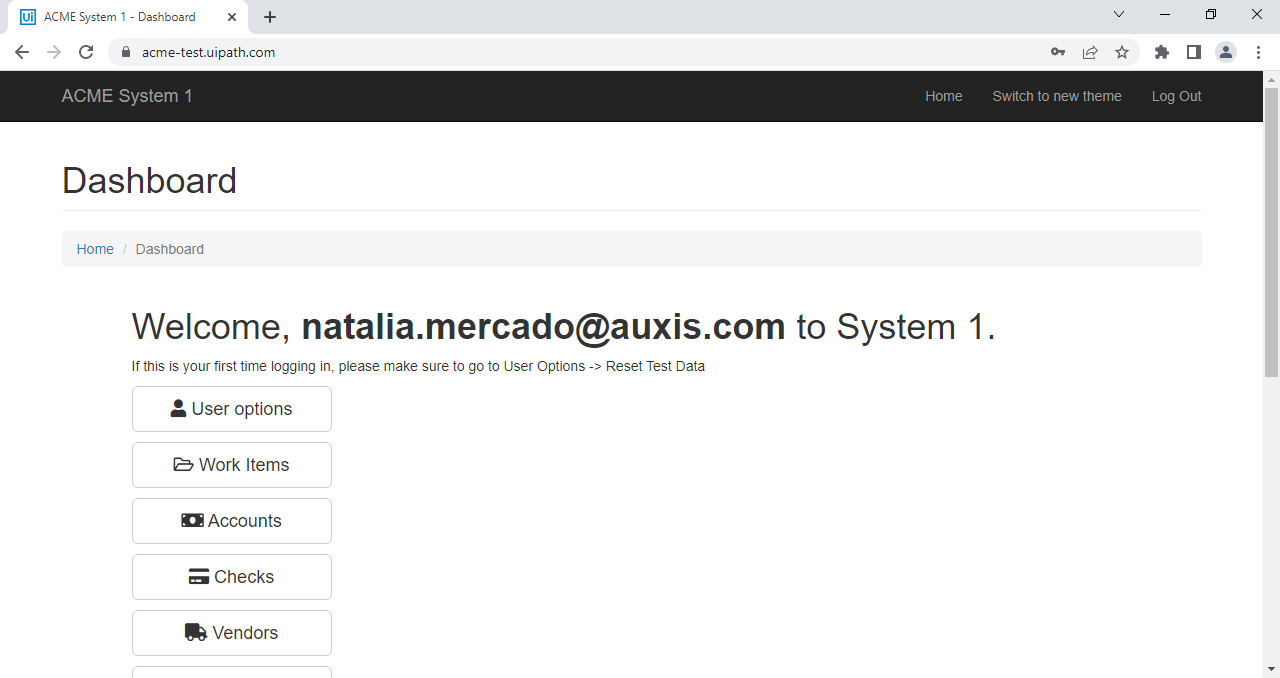 Ui ACME System 1 - Dashboard
acme-test.uipath.com
ACME System 1 Home Switch to new theme Log Out
Dashboard
Home / Dashboard
Welcome, natalia.mercado@auxis.com to System 1.
If this is your first time logging in, please make sure to go to User Options -> Reset Test Data
User options
Work Items
Accounts
Checks
Vendors